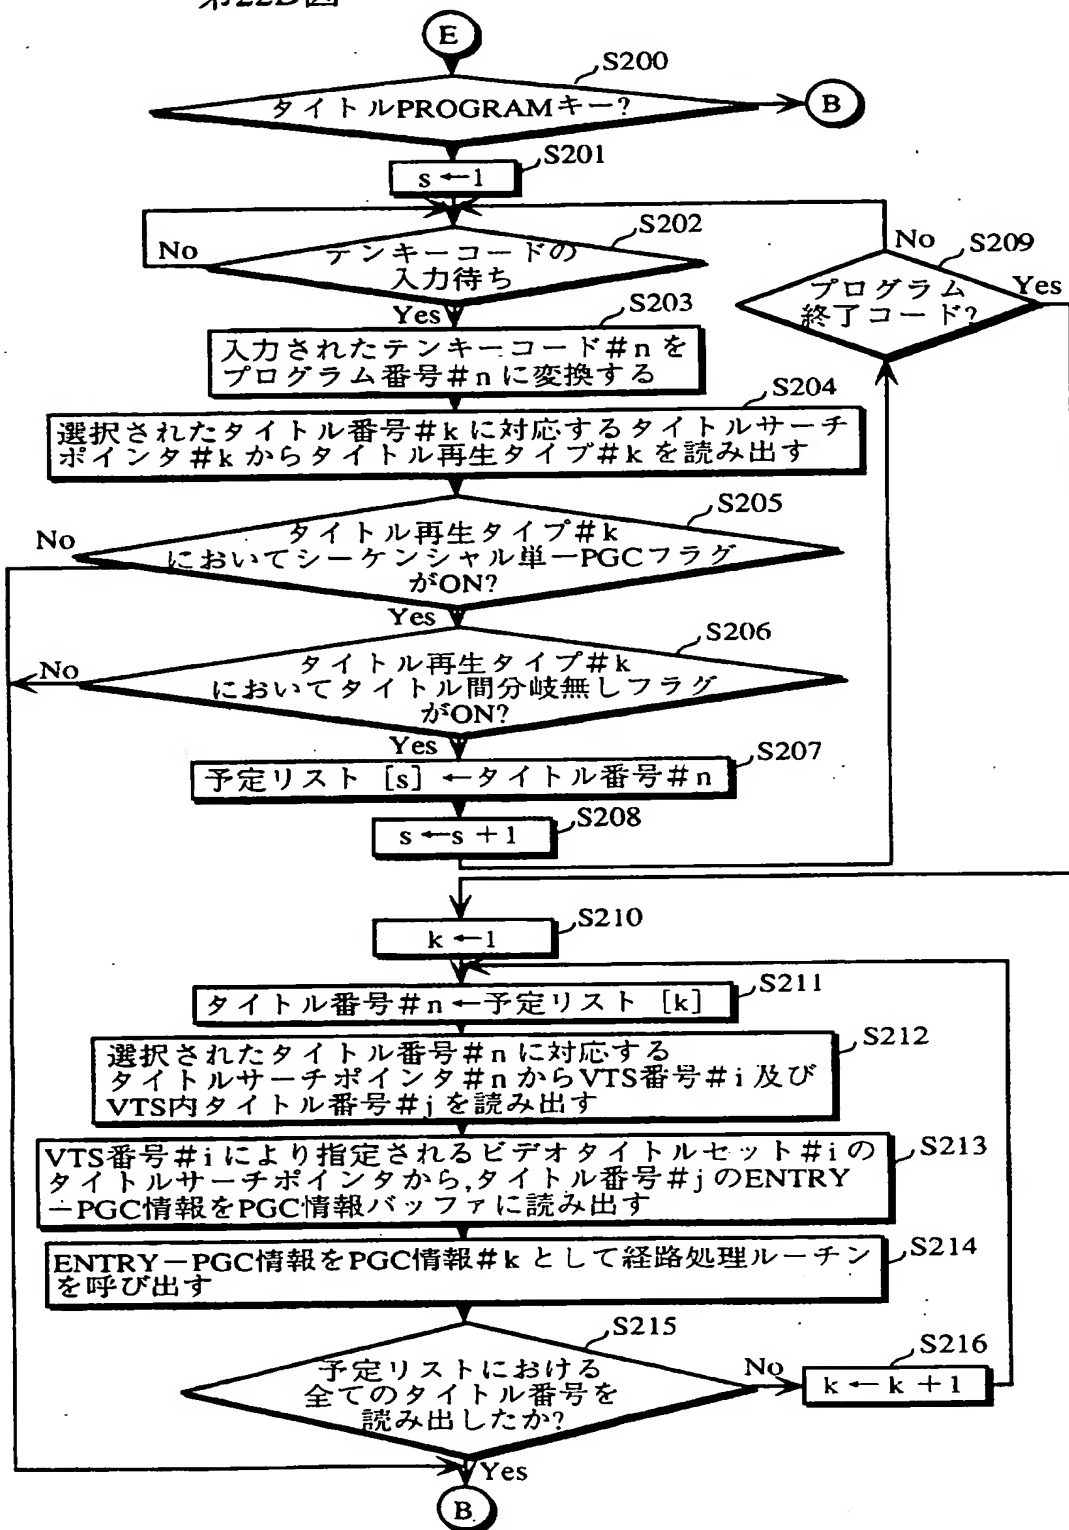 第22B図
E
S200
タイトルPROGRAMキー?
B
S201
s←1
S202
No
テンキーコードの
入力待ち
Yes
S209
No
Yes
プログラム
終了コード?
S203
入力されたテンキーコード#nを
プログラム番号#nに変換する
S204
選択されたタイトル番号#kに対応するタイトルサーチ
ポインタ#kからタイトル再生タイプ#kを読み出す
S205
No
タイトル再生タイプ#k
においてシーケンシャル単一PGCフラグ
がON?
Yes
S206
No
タイトル再生タイプ#k
においてタイトル間分岐無しフラグ
がON?
Yes
S207
予定リスト [s] ←タイトル番号#n
S208
s←s+1
S210
k←1
S211
タイトル番号#n←予定リスト [k]
S212
選択されたタイトル番号#nに対応する
タイトルサーチポインタ#nからVTS番号#i及び
VTS内タイトル番号#jを読み出す
S213
VTS番号#iにより指定されるビデオタイトルセット#iの
タイトルサーチポインタから,タイトル番号#jのENTRY
−PGC情報をPGC情報バッファに読み出す
S214
ENTRY−PGC情報をPGC情報#kとして経路処理ルーチン
を呼び出す
S215
予定リストにおける
全てのタイトル番号を
読み出したか?
No
S216
k←k+1
Yes
B